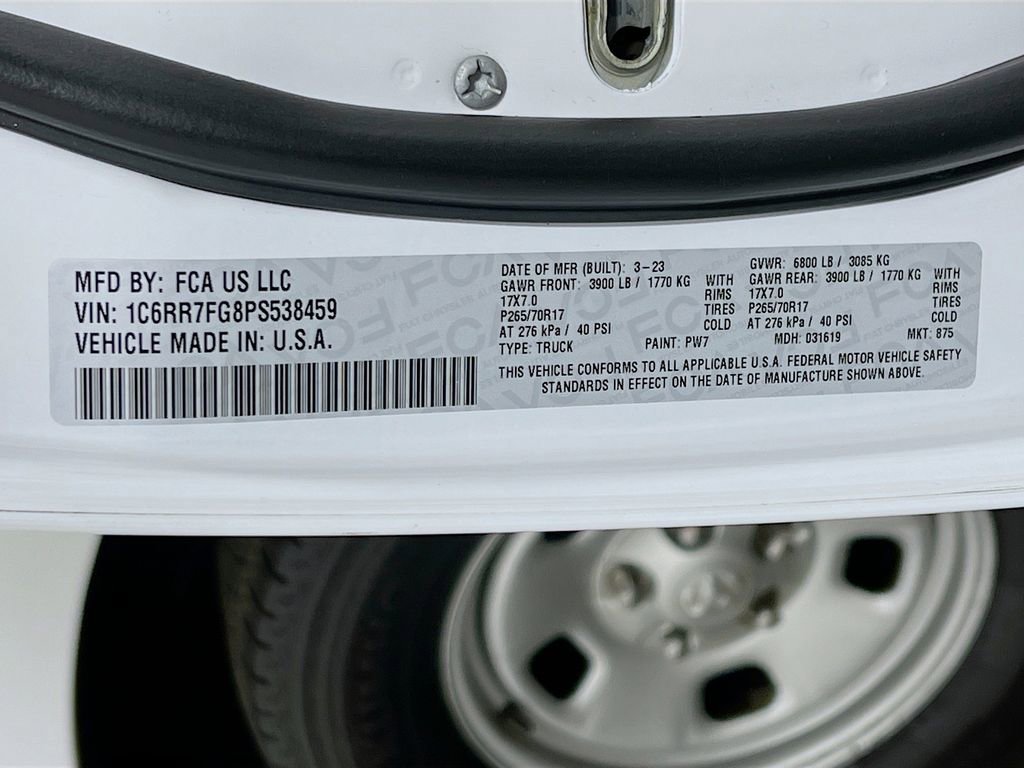 MFD BY: FCA US LLC
VIN: 1C6RR7FG8PS538459
VEHICLE MADE IN: U.S.A.
DATE OF MFR (BUILT): 3-23
GVWR: 6800 LB / 3085 KG
GAWR FRONT: 3900 LB / 1770 KG WITH
17X7.0 RIMS
P265/70R17 TIRES
AT 276 kPa / 40 PSI COLD
GAWR REAR: 3900 LB / 1770 KG WITH
17X7.0 RIMS
P265/70R17 TIRES
AT 276 kPa / 40 PSI COLD
TYPE: TRUCK PAINT: PW7 MDH: 031619 MKT: 875
THIS VEHICLE CONFORMS TO ALL APPLICABLE U.S.A. FEDERAL MOTOR VEHICLE SAFETY
STANDARDS IN EFFECT ON THE DATE OF MANUFACTURE SHOWN ABOVE.